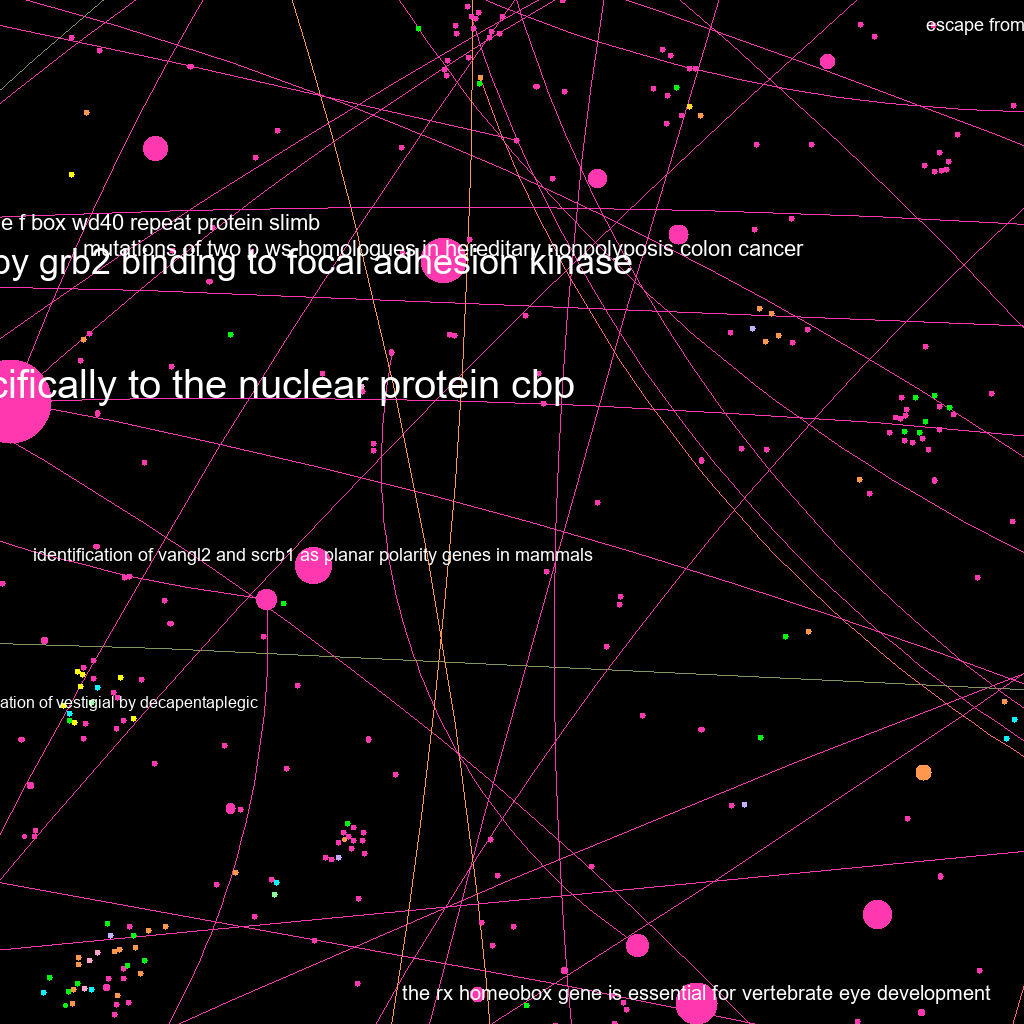 escape from
e f box wd40 repeat protein slimb
mutations of two p ws homologues in hereditary nonpolyposis colon cancer
by grb2 binding to focal adhesion kinase
cifically to the nuclear protein cbp
identification of vangl2 and scrb1 as planar polarity genes in mammals
ation of vestigial by decapentaplegic
the rx homeobox gene is essential for vertebrate eye development